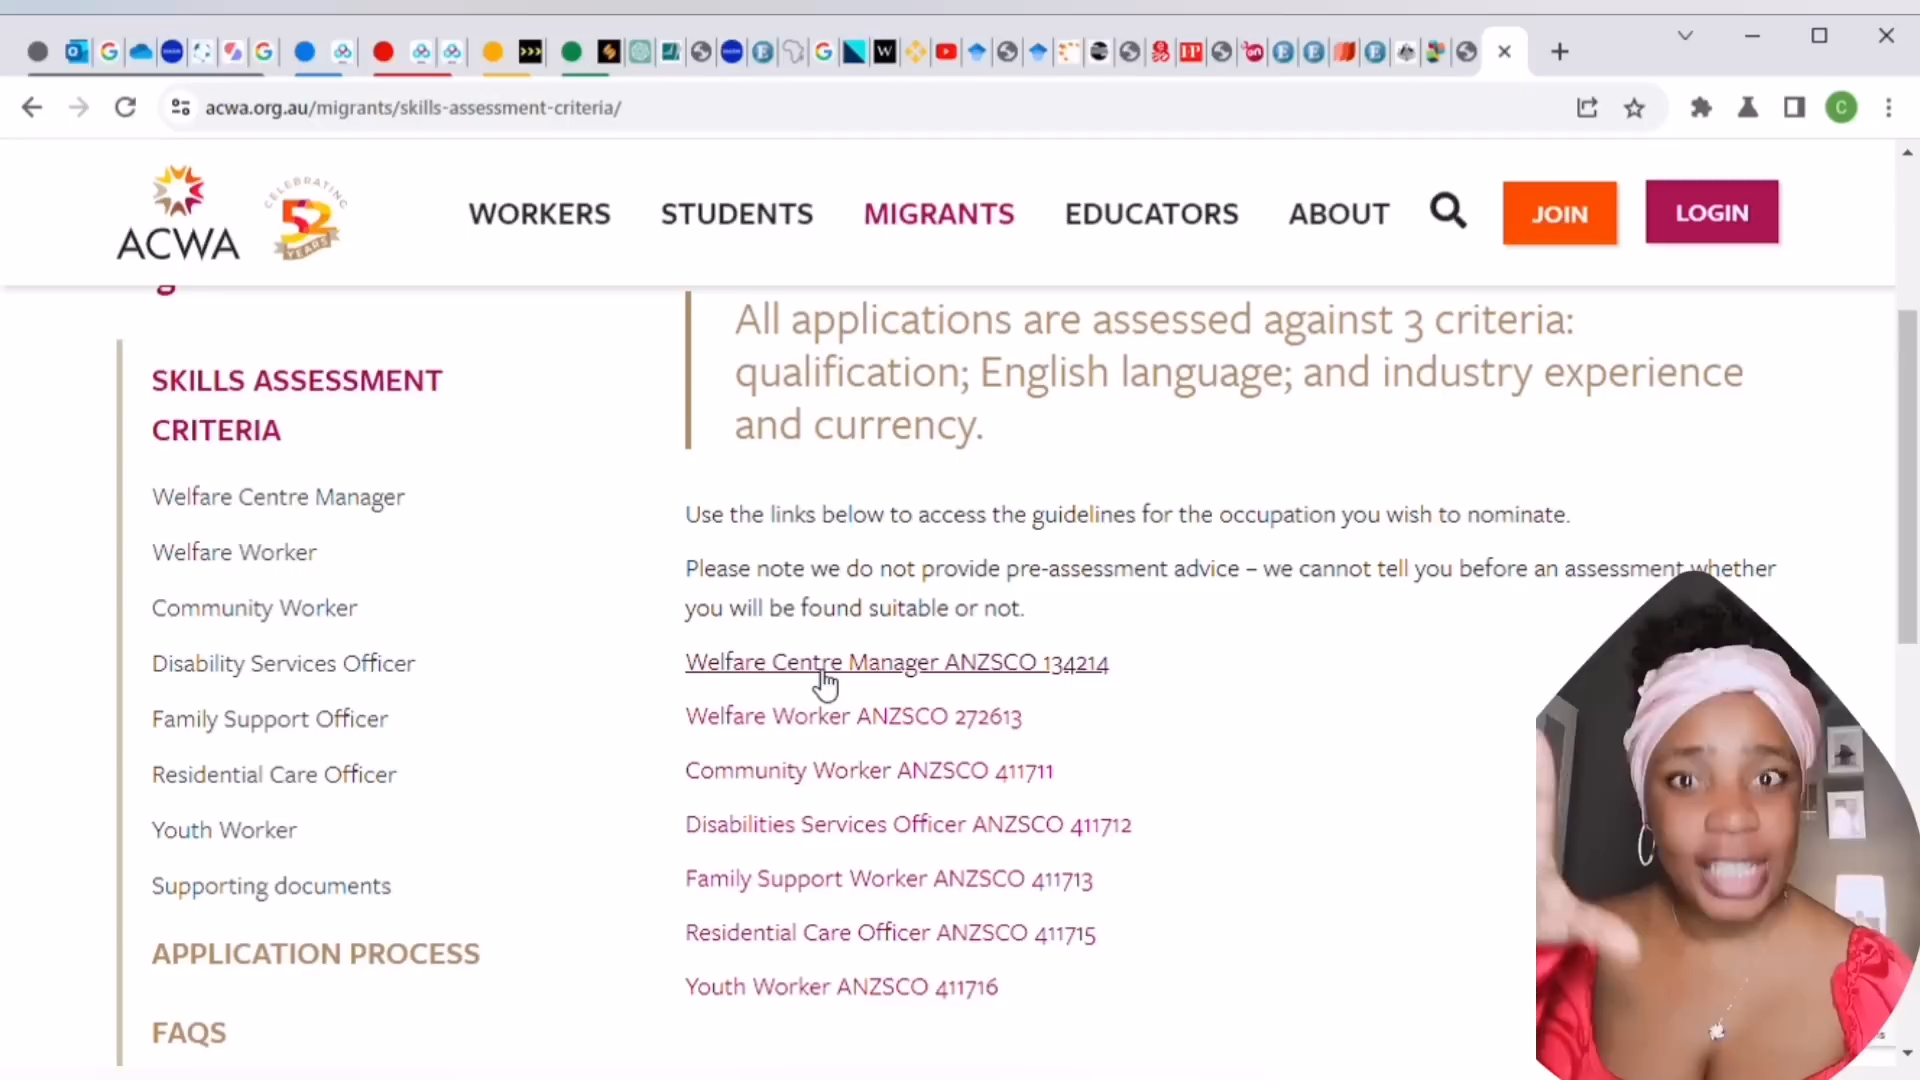 acwa.org.au/migrants/skills-assessment-criteria/
ACWA
CELEBRATING
52
YEARS
WORKERS
STUDENTS
MIGRANTS
EDUCATORS
ABOUT
JOIN
LOGIN
SKILLS ASSESSMENT
CRITERIA
Welfare Centre Manager
Welfare Worker
Community Worker
Disability Services Officer
Family Support Officer
Residential Care Officer
Youth Worker
Supporting documents
APPLICATION PROCESS
FAQS
All applications are assessed against 3 criteria:
qualification; English language; and industry experience
and currency.
Use the links below to access the guidelines for the occupation you wish to nominate.
Please note we do not provide pre-assessment advice – we cannot tell you before an assessment whether
you will be found suitable or not.
Welfare Centre Manager ANZSCO 134214
Welfare Worker ANZSCO 272613
Community Worker ANZSCO 411711
Disabilities Services Officer ANZSCO 411712
Family Support Worker ANZSCO 411713
Residential Care Officer ANZSCO 411715
Youth Worker ANZSCO 411716